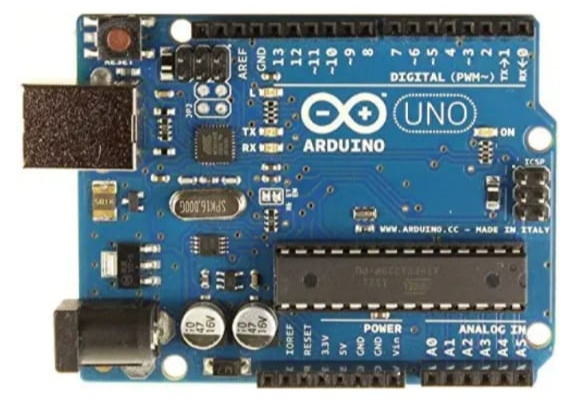 RESET
AREF
GND
13
12
~11
~10
~9
8
7
~6
~5
4
~3
2
TX→1
RX←0
DIGITAL (PWM~)
TX
RX
ARDUINO
UNO
ON
ICSP
SPK16.000G
WWW.ARDUINO.CC - MADE IN ITALY
47
16V
47
16V
POWER
ANALOG IN
IOREF
RESET
3.3V
5V
GND
GND
Vin
A0
A1
A2
A3
A4
A5